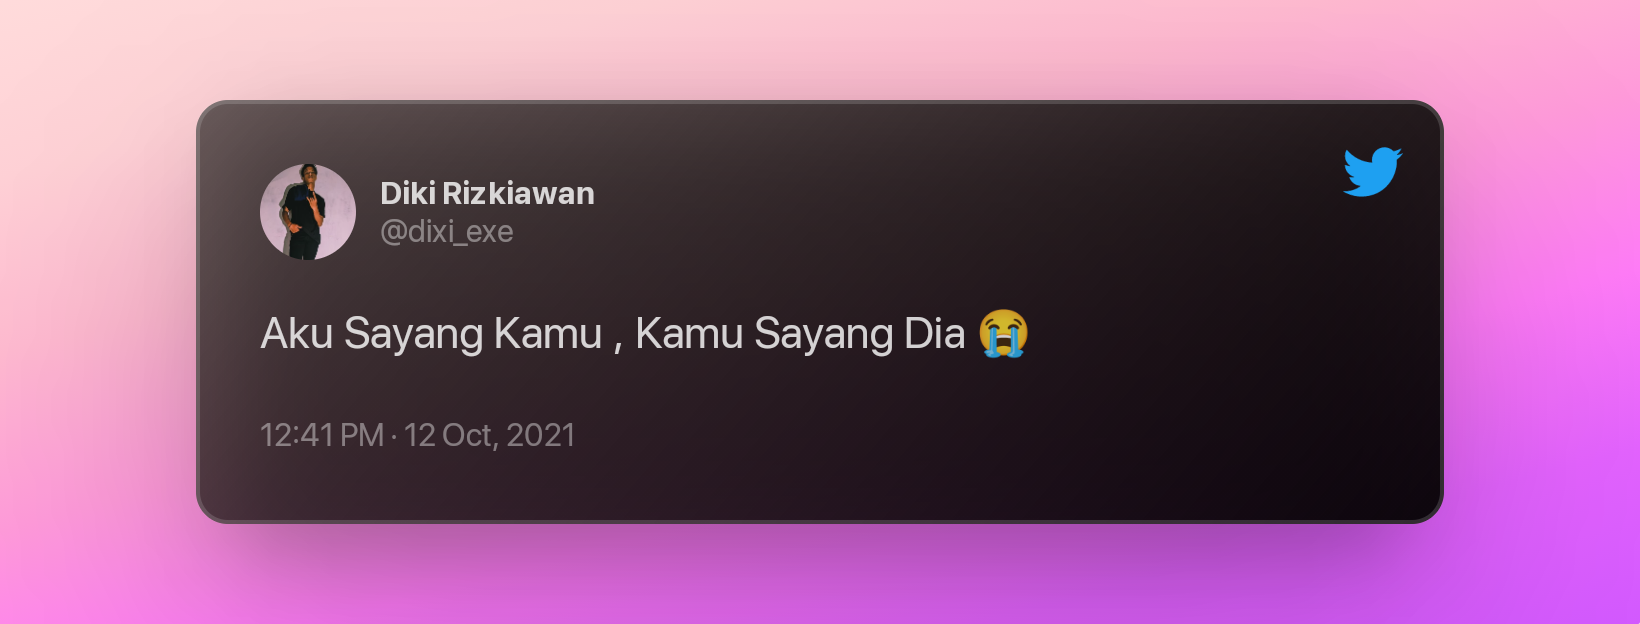 Diki Rizkiawan
@dixi_exe
Aku Sayang Kamu , Kamu Sayang Dia 😭
12:41 PM · 12 Oct, 2021